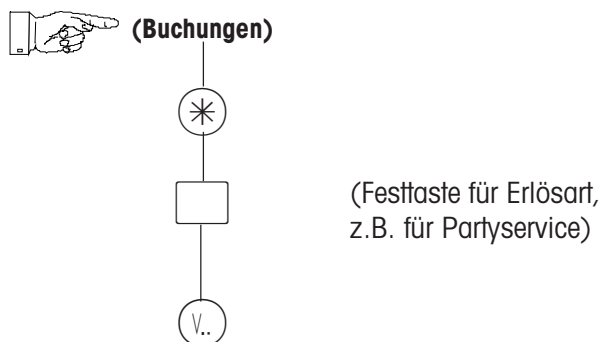 (Buchungen)
(Festtaste für Erlösart,
z.B. für Partyservice)
V..